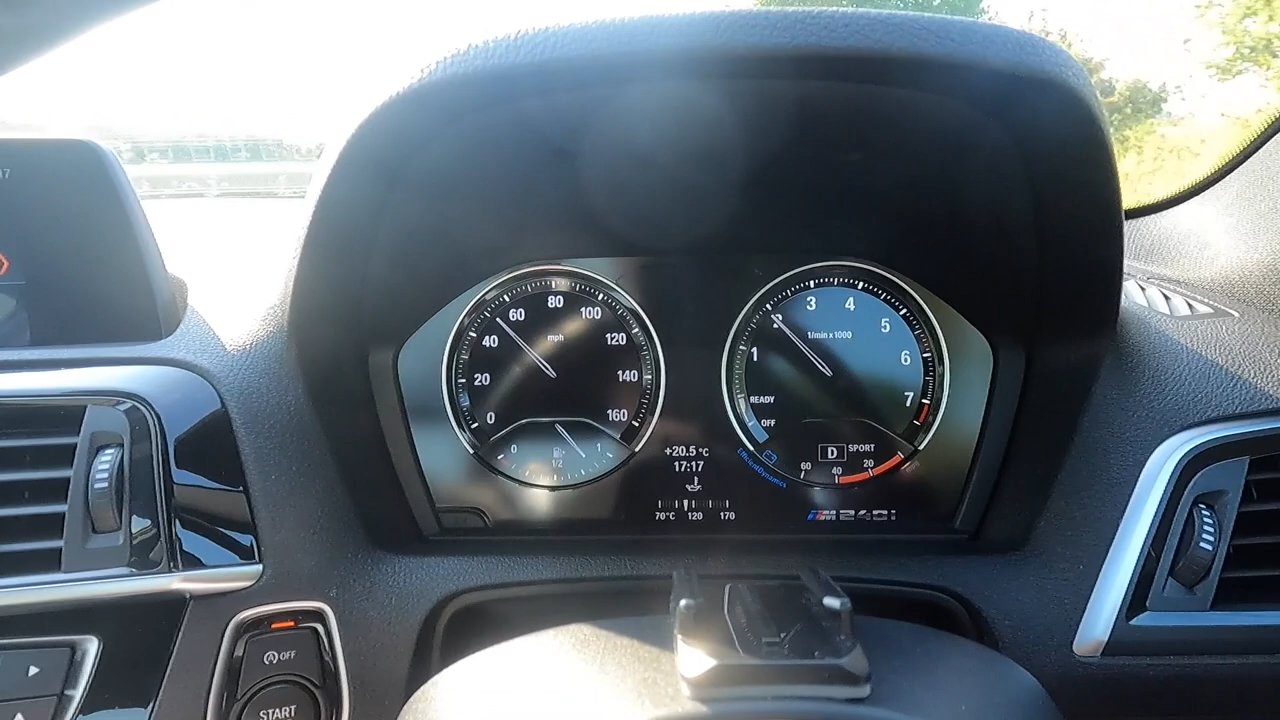 17
0
20
40
60
80
100
120
140
160
mph
0
1/2
1
+20.5 °C
17:17
70°C 120 170
1
2
3
4
5
6
7
1/min x 1000
READY
OFF
EfficientDynamics
D SPORT
60
40
20
M240i
OFF
START